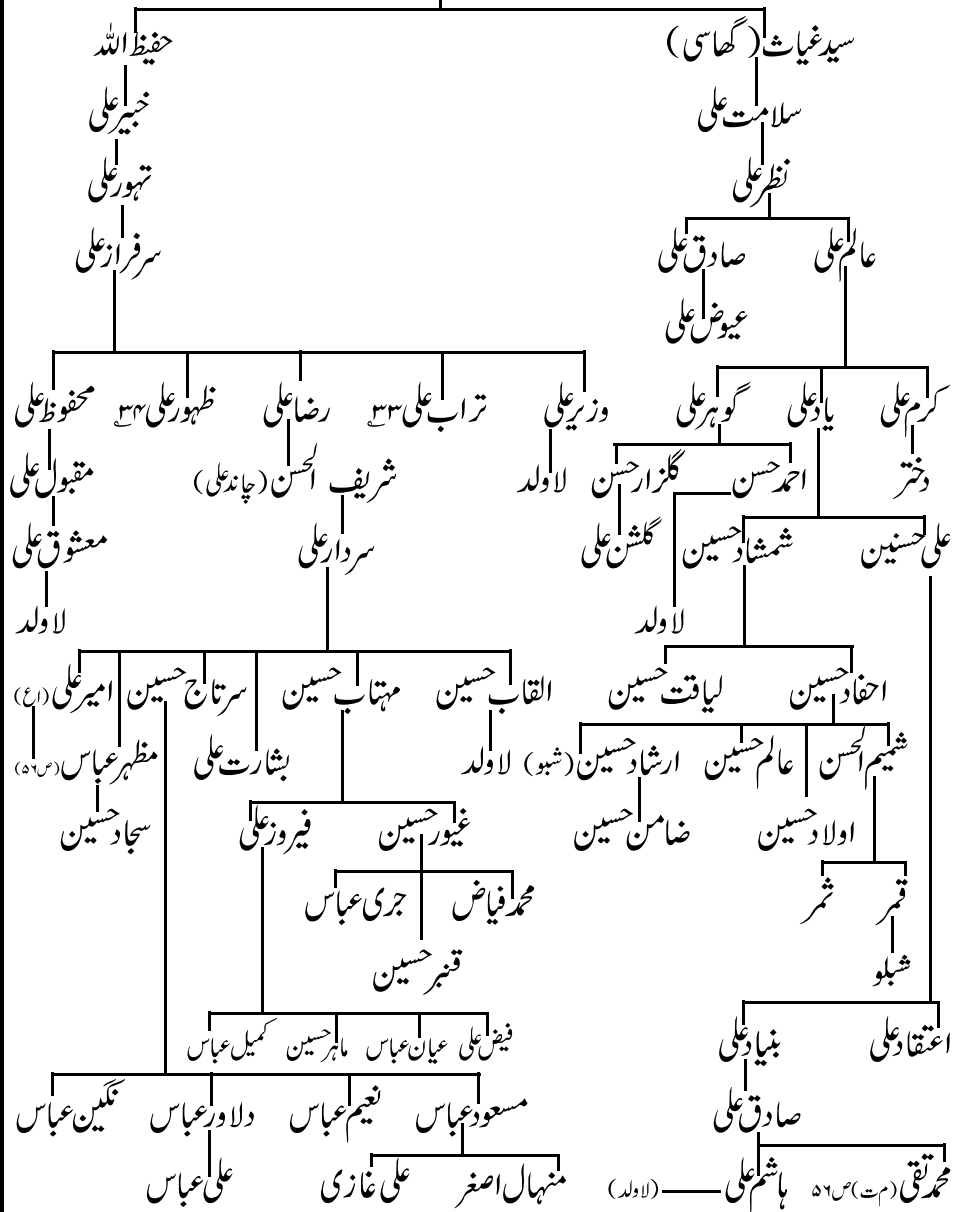 سید غیاث (گھاسی) حفیظ اللہ
سلامت علی خبیر علی
نظر علی تہور علی
عالم علی صادق علی سرفراز علی
عیوض علی
کرم علی یاد علی گوہر علی وزیر علی تراب علی ۳۳ رضا علی ظہور علی ۳۴ محفوظ علی
دختر احمد حسن گلزار حسن لاولد شریف الحسن (چاند علی) مقبول علی
علی حسنین شمشاد حسین گلشن علی سردار علی معشوق علی
لاولد لاولد
احفاد حسین لیاقت حسین القاب حسین مہتاب حسین سرتاج حسین امیر علی (اع)
شمیم الحسن عالم حسین ارشاد حسین (شبو) لاولد بشارت علی مظہر عباس (ص۵۶)
اولاد حسین ضامن حسین غیور حسین فیروز علی سجاد حسین
قمر ثمر محمد فیاض جری عباس
شبلو قنبر حسین
اعتقاد علی بنیاد علی فیض علی عیان عباس ماہر حسین کمیل عباس
صادق علی مسعود عباس نعیم عباس دلاور عباس نگین عباس
محمد تقی (م ت) ص۵۶ ہاشم علی (لاولد) منہال اصغر علی غازی علی عباس